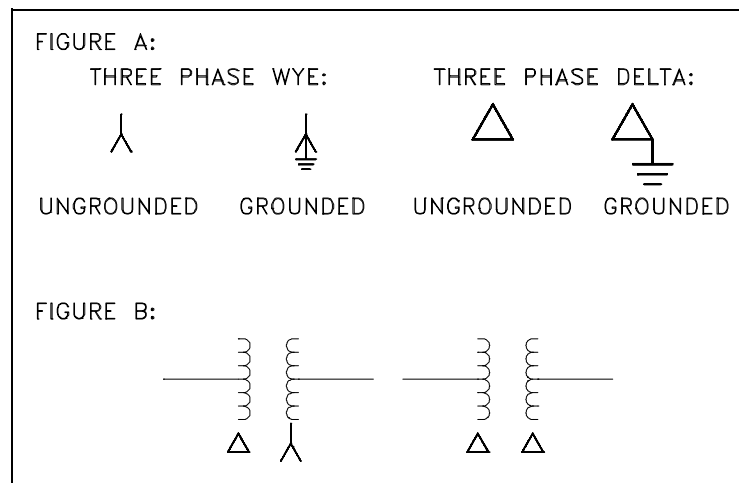 FIGURE A:
THREE PHASE WYE: THREE PHASE DELTA:
UNGROUNDED GROUNDED UNGROUNDED GROUNDED
FIGURE B: